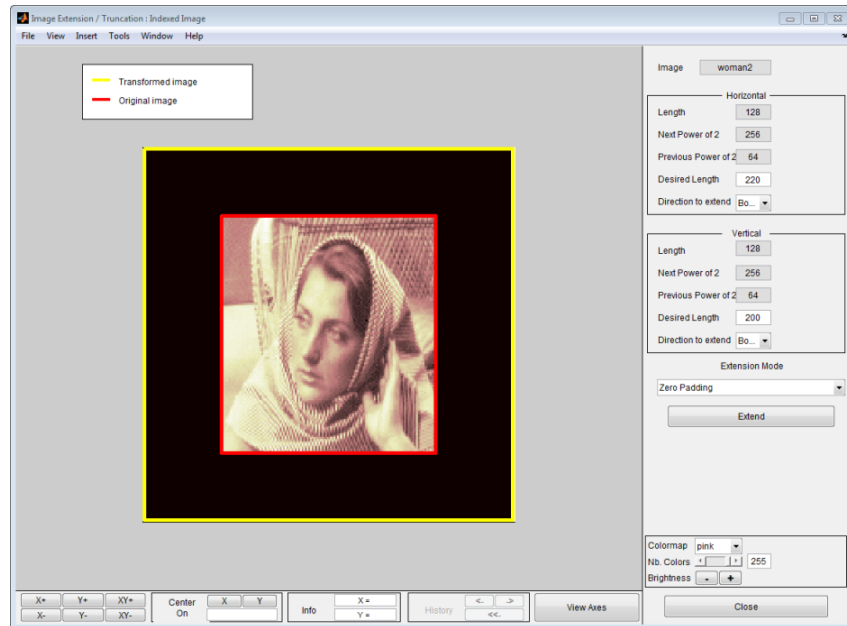 Image Extension / Truncation : Indexed Image
File View Insert Tools Window Help
Transformed image
Original image
Image woman2
Horizontal
Length 128
Next Power of 2 256
Previous Power of 2 64
Desired Length 220
Direction to extend Bo...
Vertical
Length 128
Next Power of 2 256
Previous Power of 2 64
Desired Length 200
Direction to extend Bo...
Extension Mode
Zero Padding
Extend
Colormap pink
Nb. Colors 255
Brightness - +
X+ Y+ XY+
X- Y- XY-
Center On X Y
Info X = Y =
History <- -> <<-
View Axes
Close